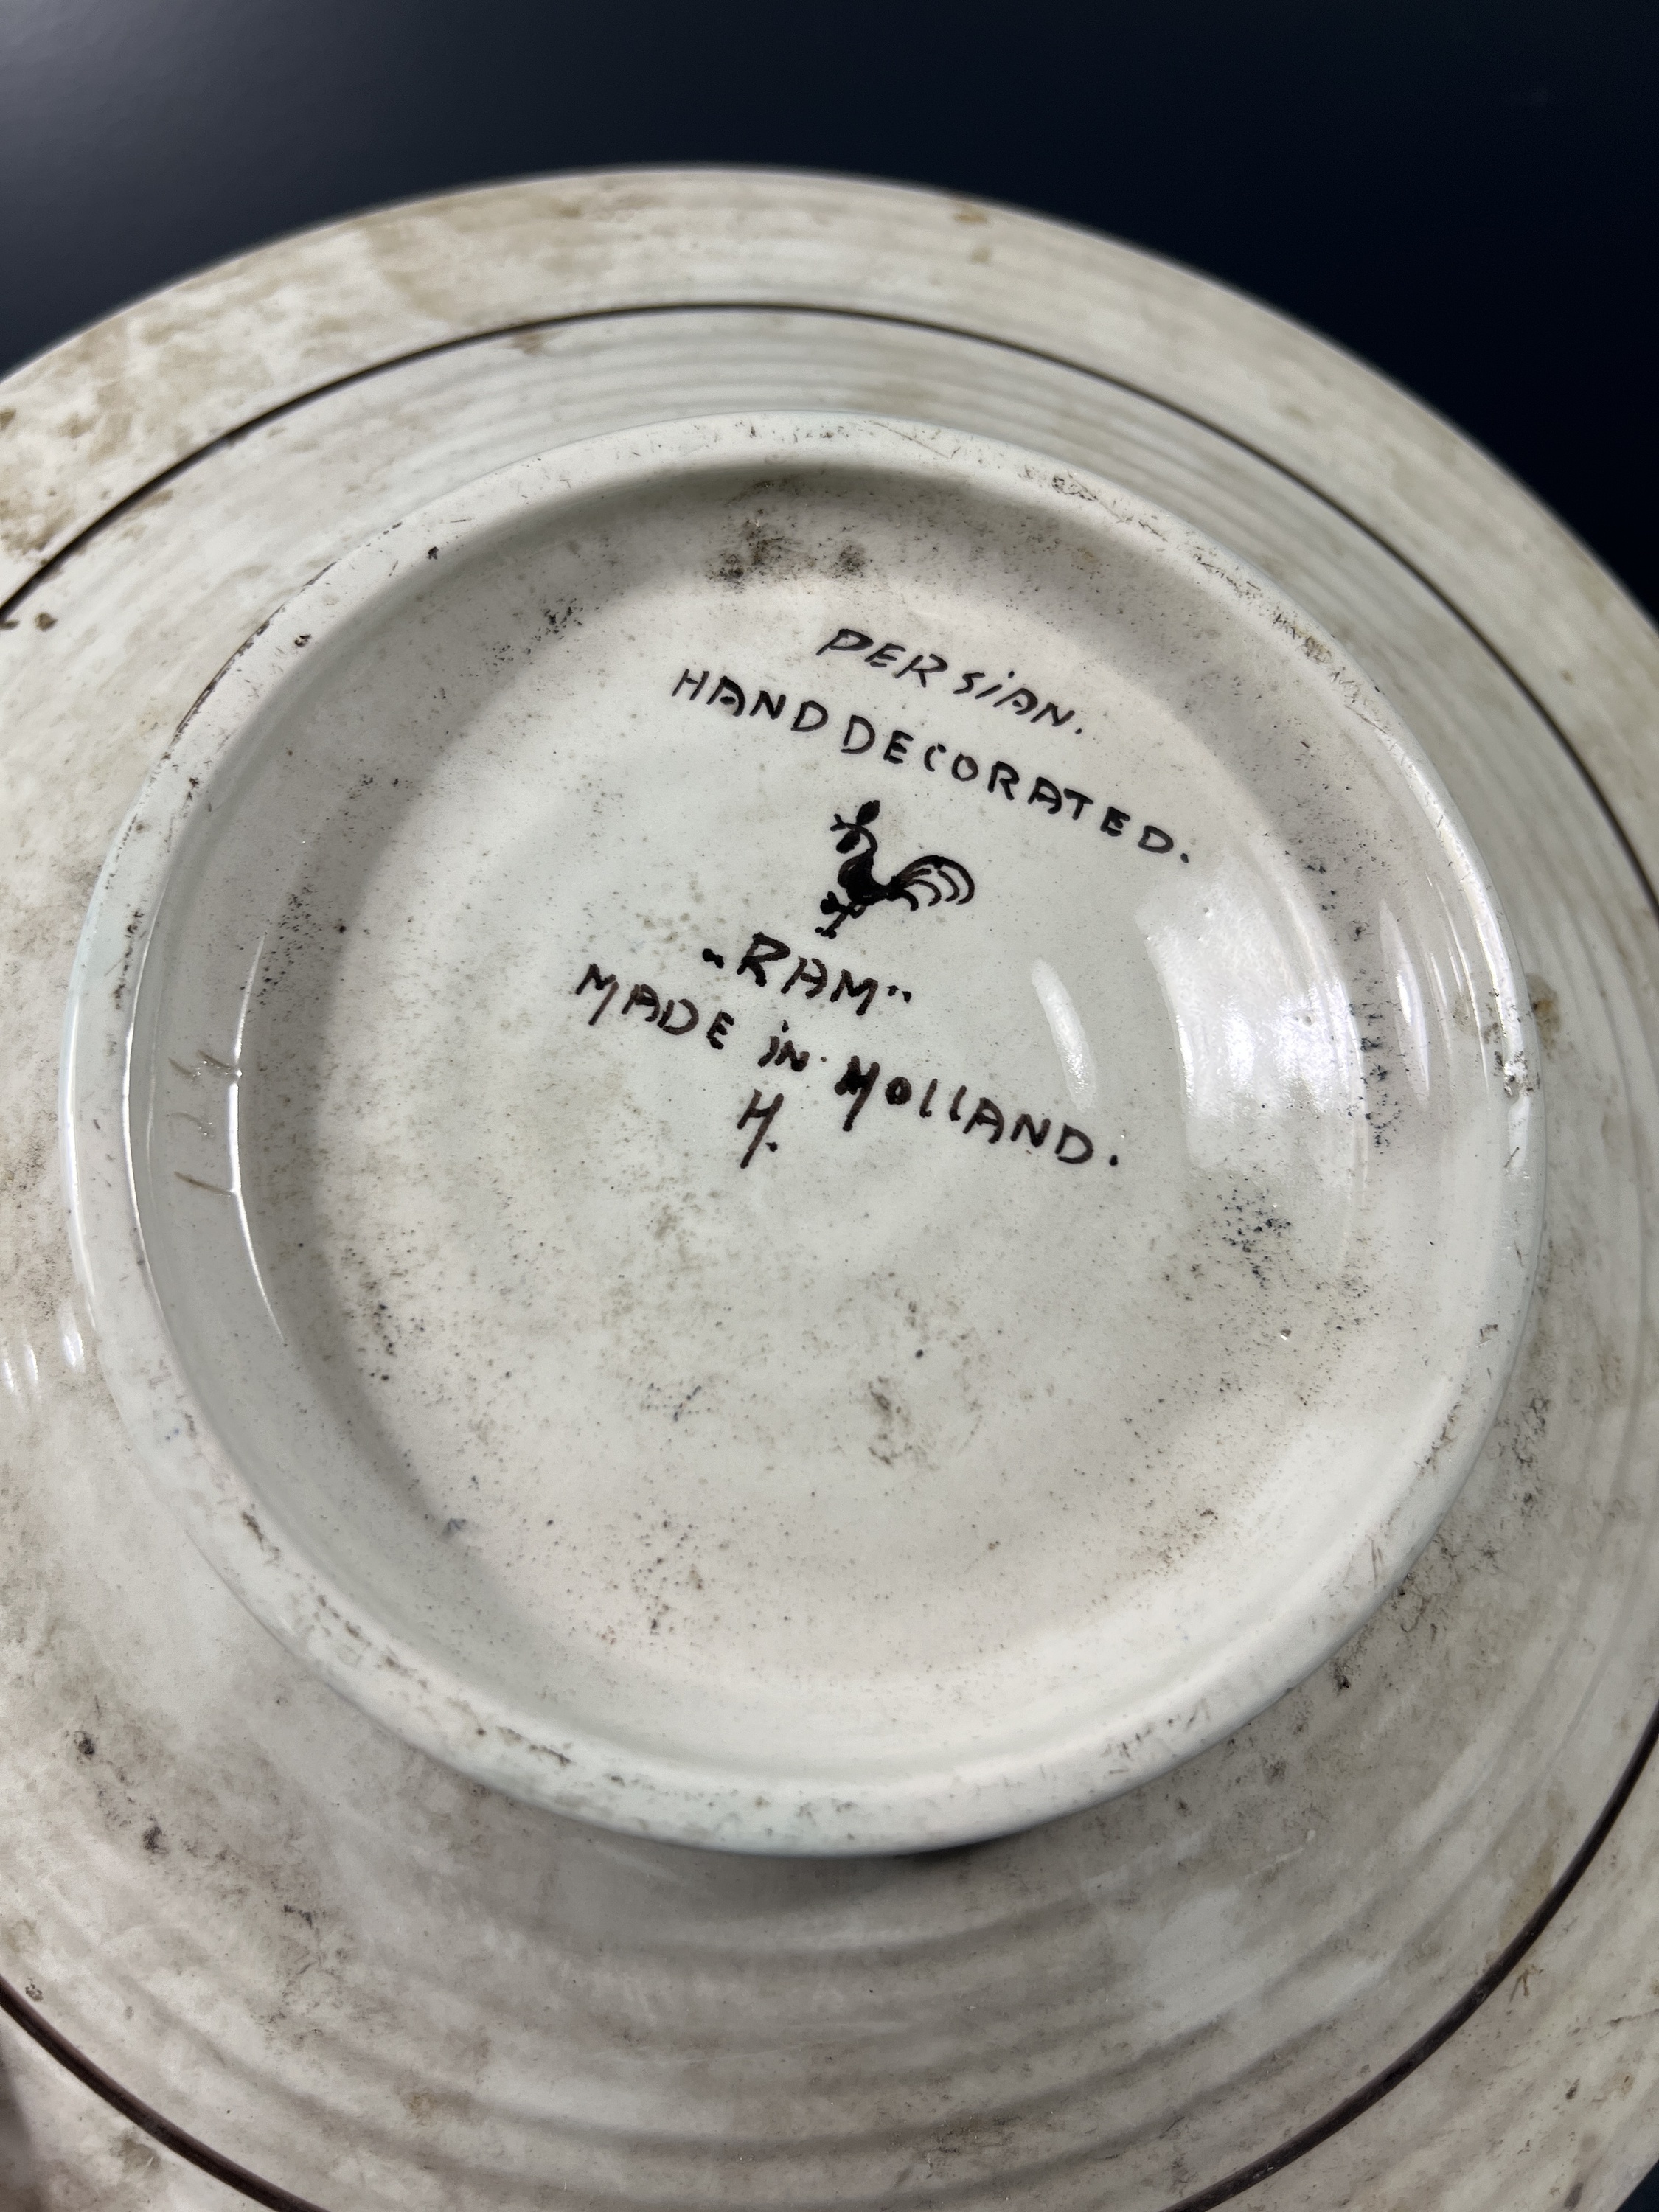 PERSiAN.
HAND DECORATED.
„RAM"
MADE iN HOLLAND.
H.